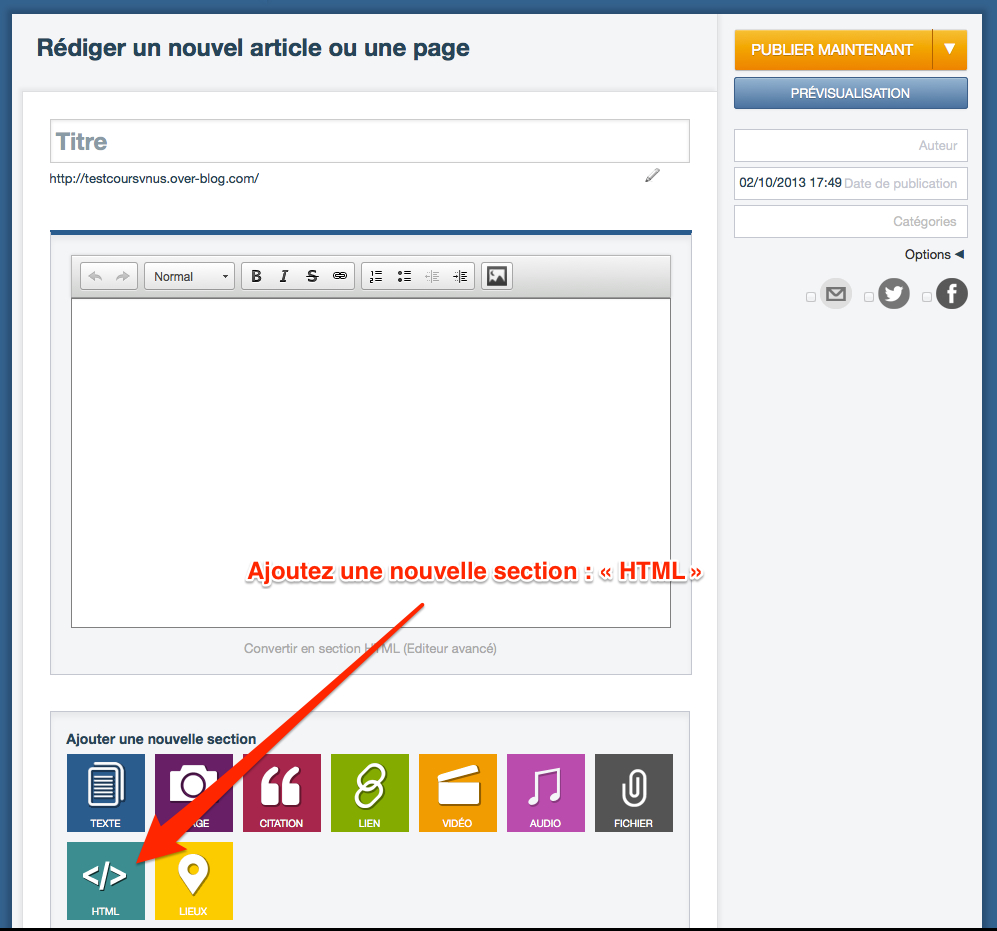 Rédiger un nouvel article ou une page
PUBLIER MAINTENANT
PRÉVISUALISATION
Titre
http://testcoursvnus.over-blog.com/
Auteur
02/10/2013 17:49 Date de publication
Catégories
Options
Normal
B I S
Ajoutez une nouvelle section : « HTML »
Convertir en section HTML (Editeur avancé)
Ajouter une nouvelle section
TEXTE
CITATION
LIEN
VIDÉO
AUDIO
FICHIER
HTML
LIEUX